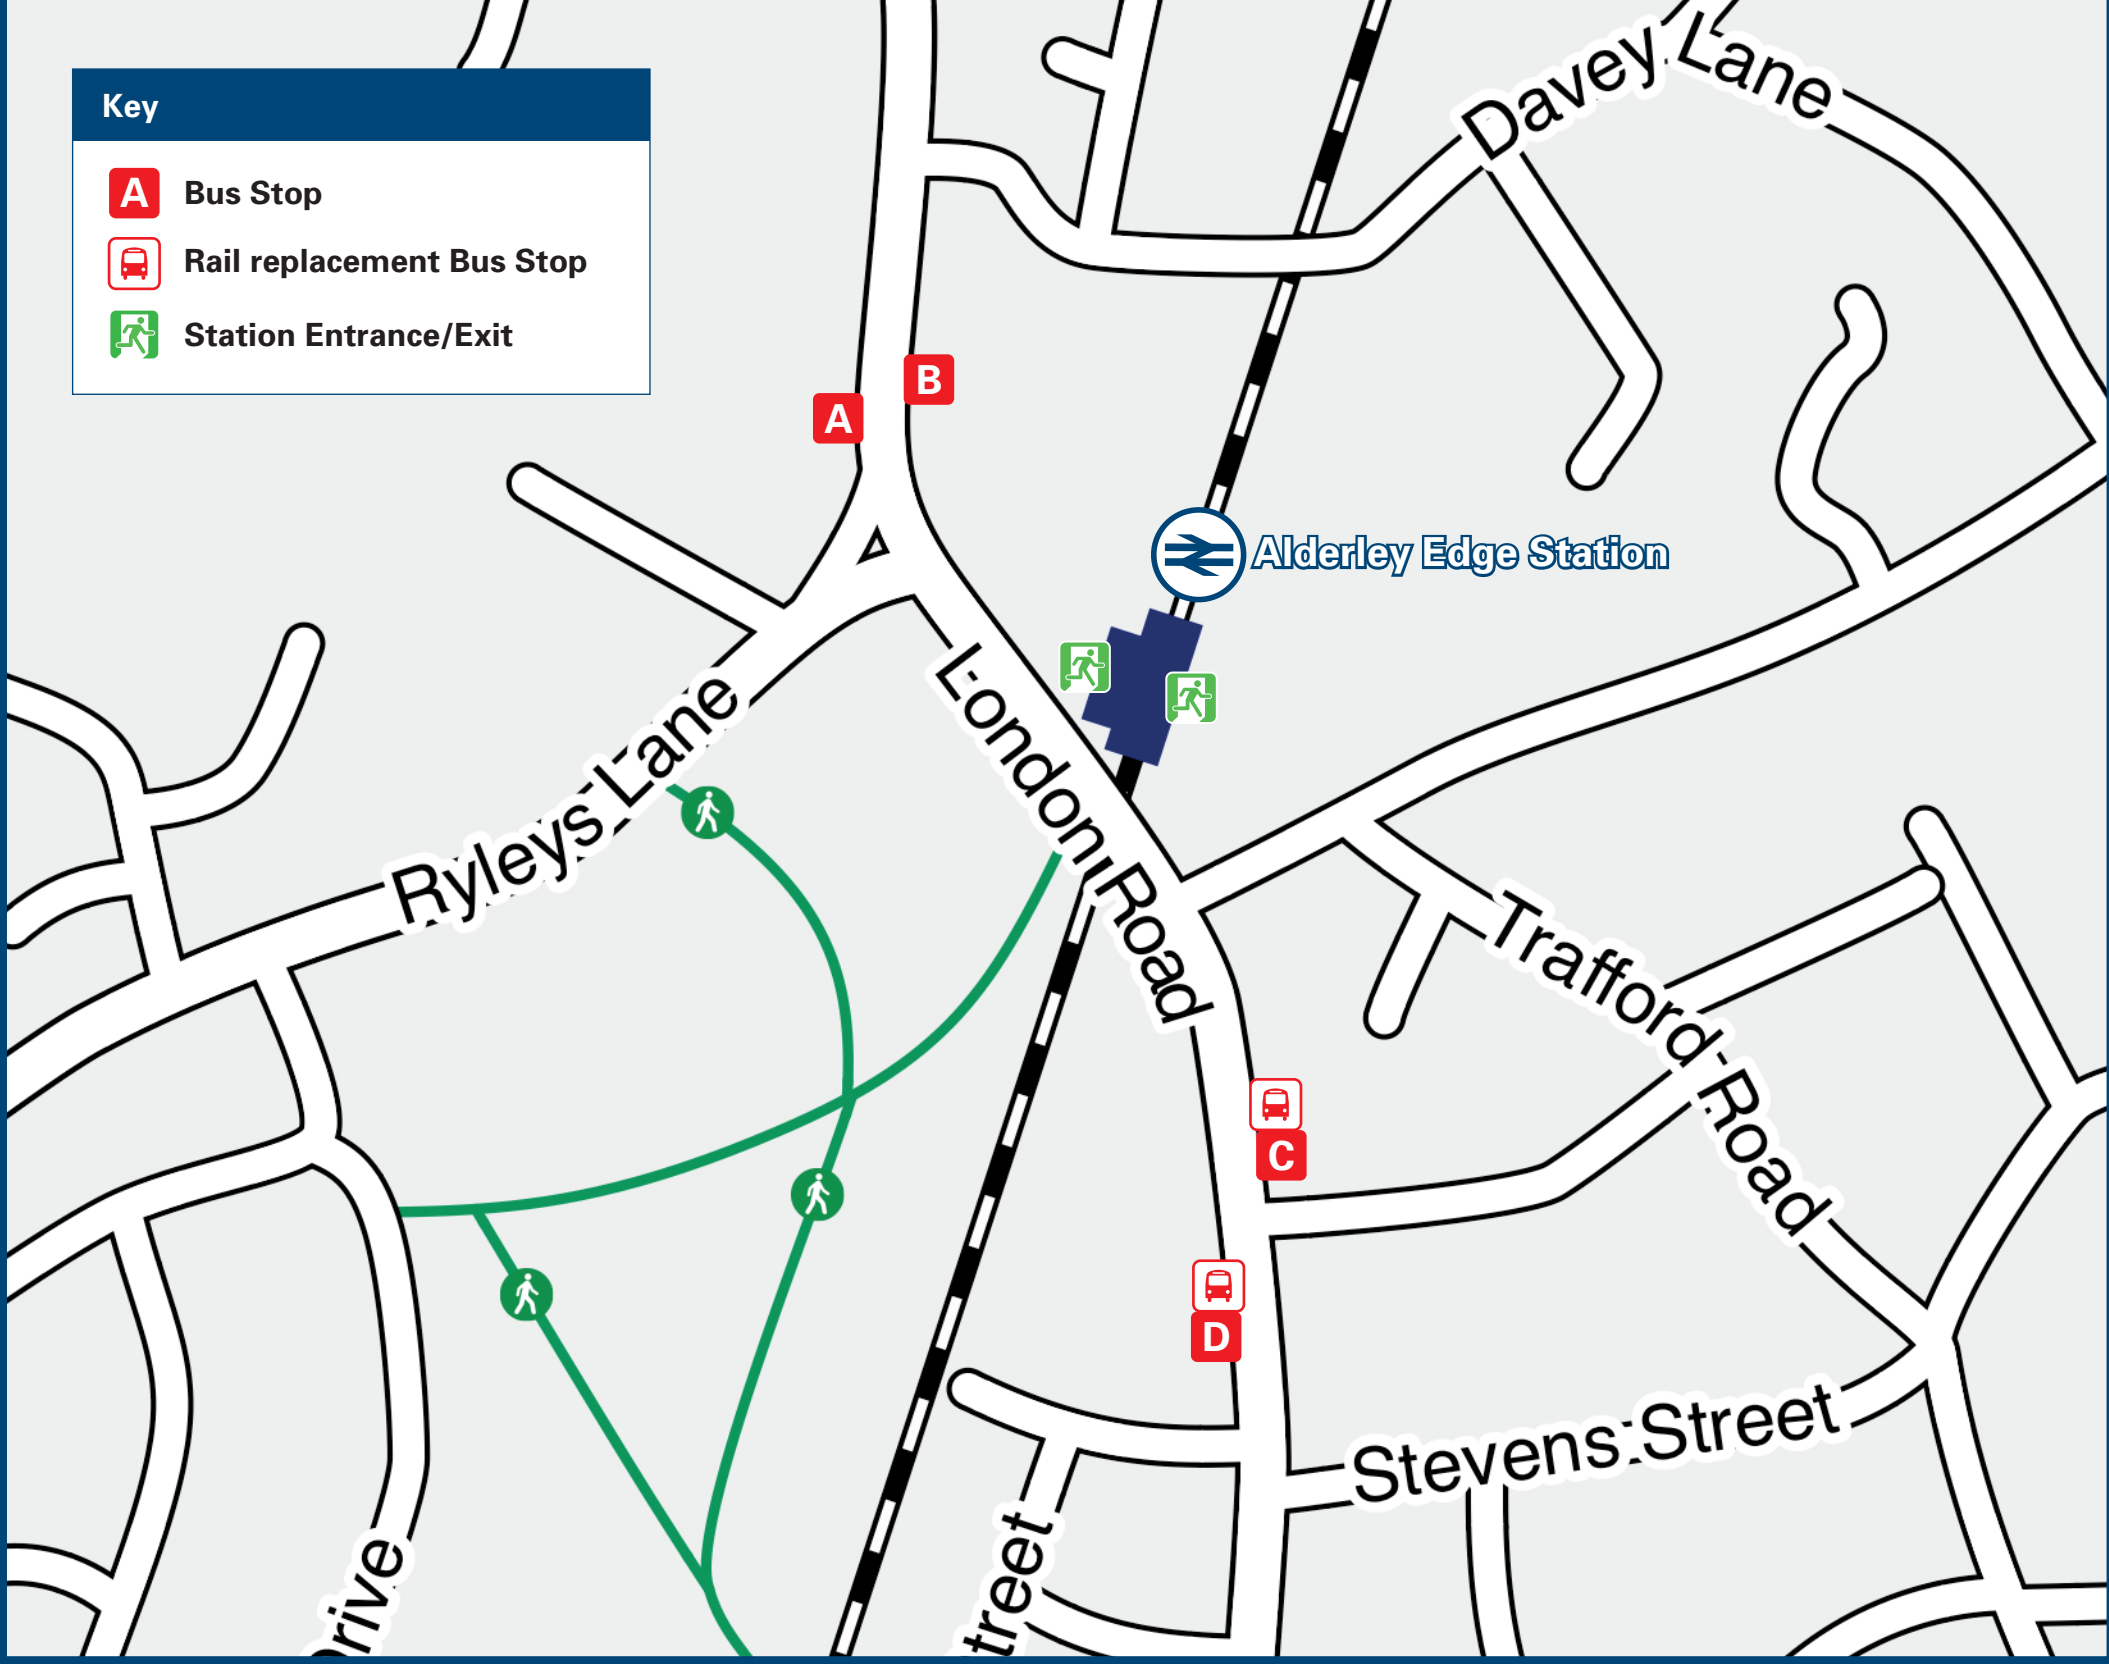 Key
A Bus Stop
Rail replacement Bus Stop
Station Entrance/Exit
Davey Lane
B
A
Alderley Edge Station
London Road
Ryleys Lane
Trafford Road
C
D
Stevens Street
Drive
treet